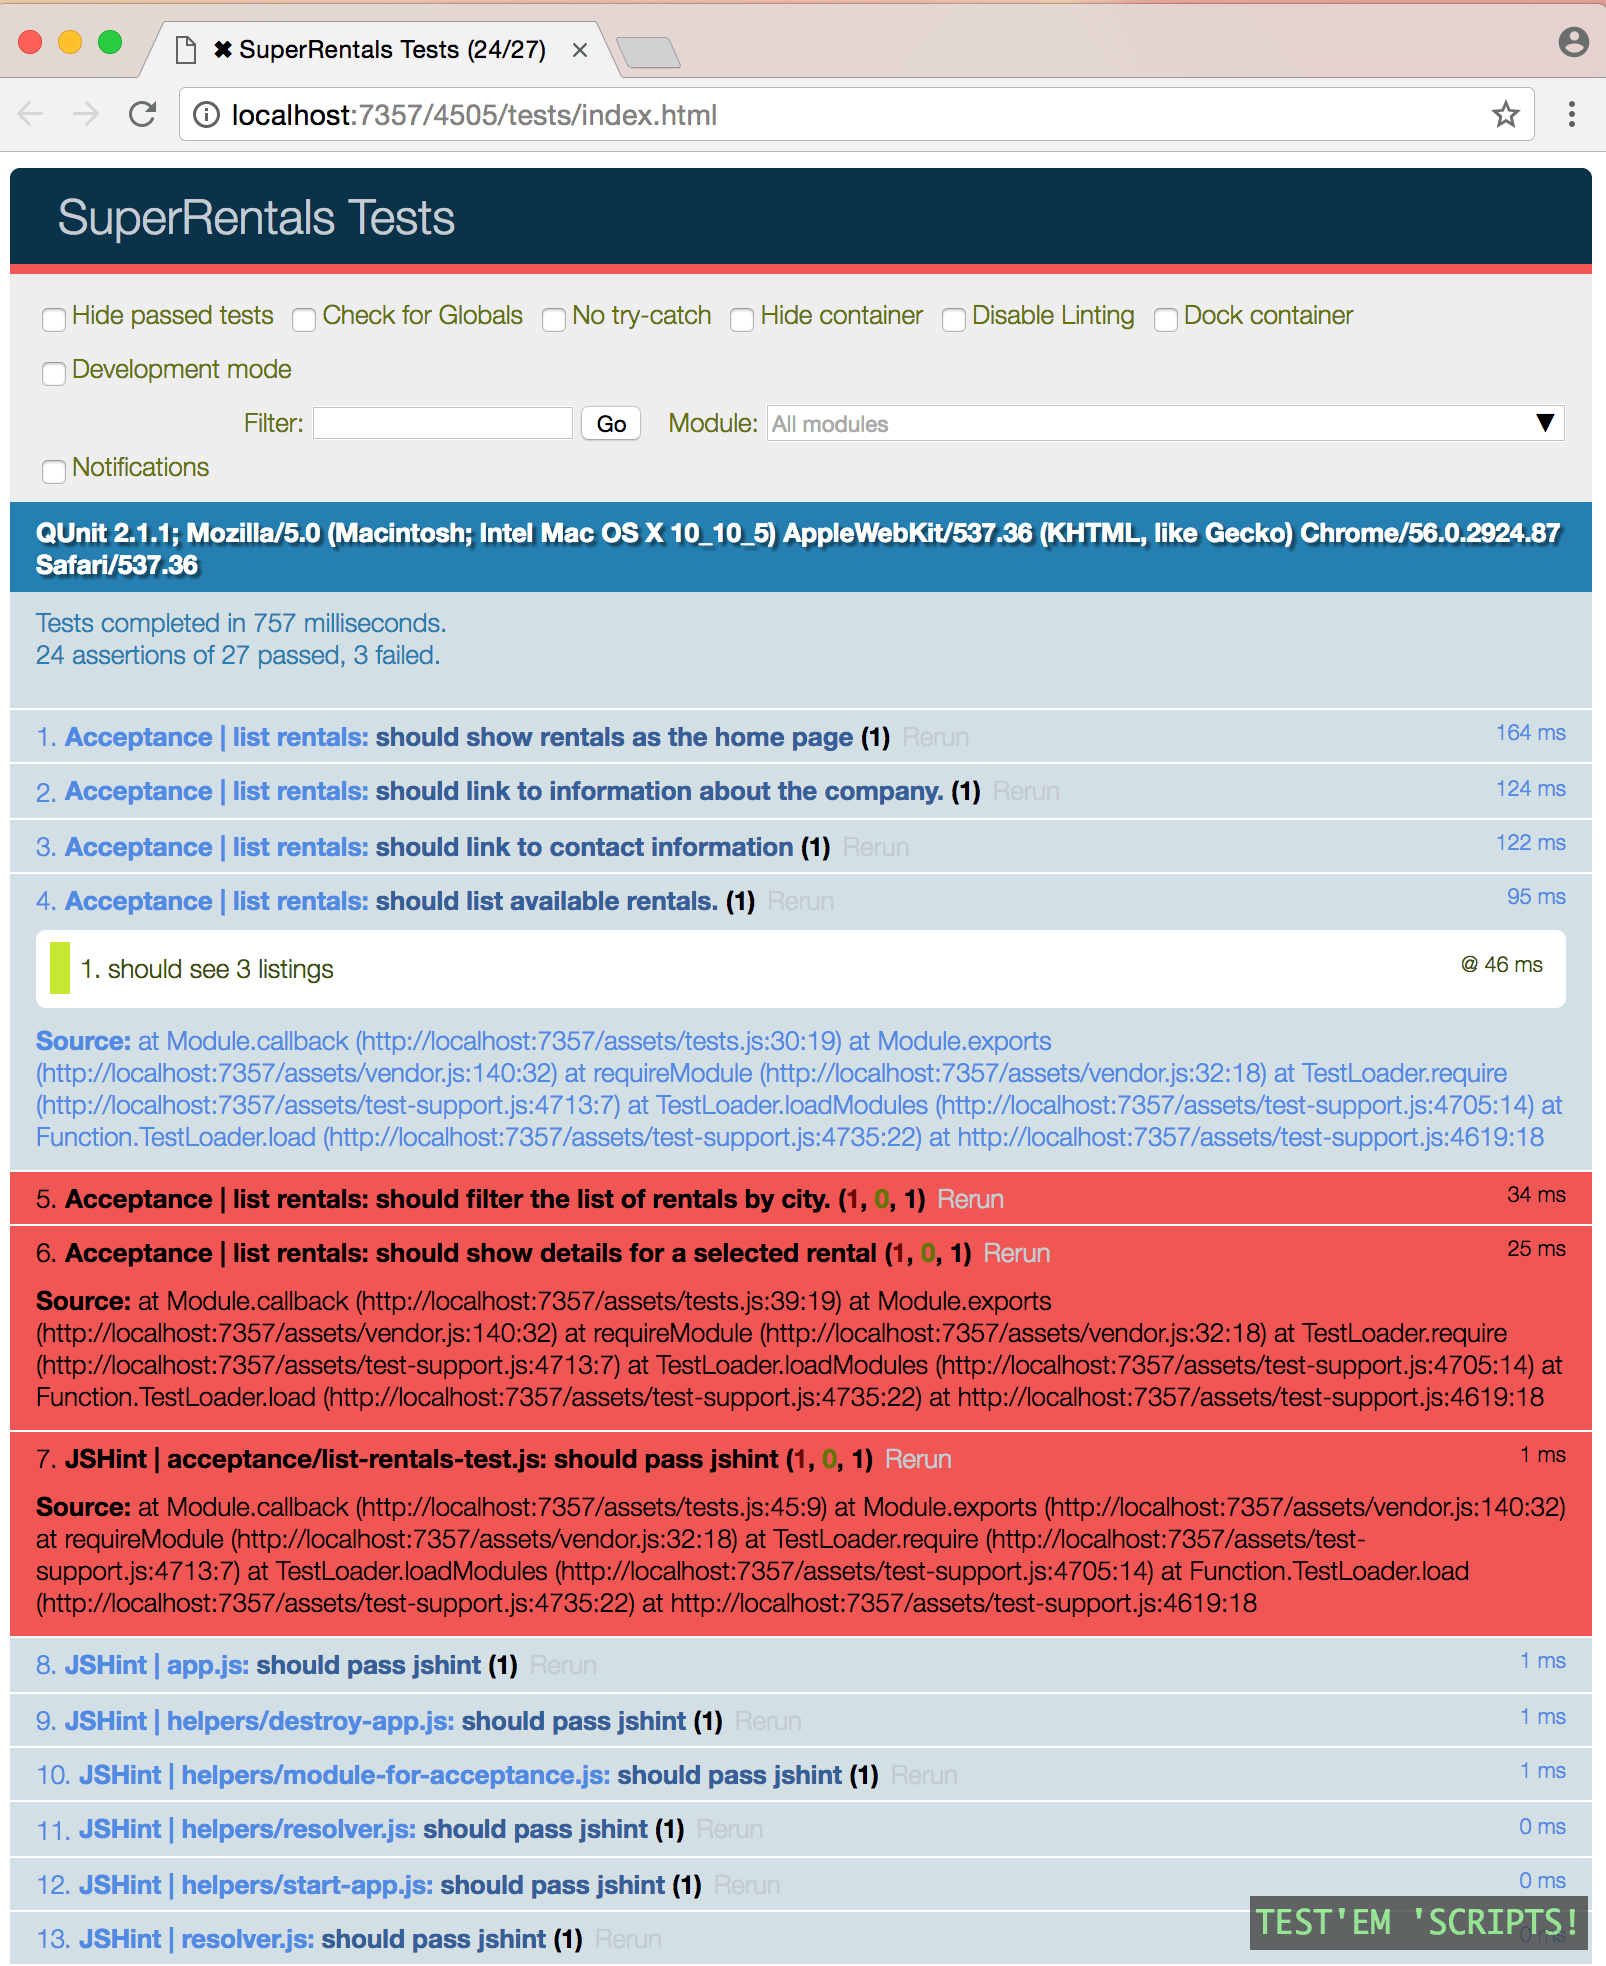 ✖ SuperRentals Tests (24/27)
localhost:7357/4505/tests/index.html
SuperRentals Tests
Hide passed tests Check for Globals No try-catch Hide container Disable Linting Dock container
Development mode
Filter: Go Module: All modules
Notifications
QUnit 2.1.1; Mozilla/5.0 (Macintosh; Intel Mac OS X 10_10_5) AppleWebKit/537.36 (KHTML, like Gecko) Chrome/56.0.2924.87
Safari/537.36
Tests completed in 757 milliseconds.
24 assertions of 27 passed, 3 failed.
1. Acceptance | list rentals: should show rentals as the home page (1) Rerun 164 ms
2. Acceptance | list rentals: should link to information about the company. (1) Rerun 124 ms
3. Acceptance | list rentals: should link to contact information (1) Rerun 122 ms
4. Acceptance | list rentals: should list available rentals. (1) Rerun 95 ms
1. should see 3 listings @ 46 ms
Source: at Module.callback (http://localhost:7357/assets/tests.js:30:19) at Module.exports
(http://localhost:7357/assets/vendor.js:140:32) at requireModule (http://localhost:7357/assets/vendor.js:32:18) at TestLoader.require
(http://localhost:7357/assets/test-support.js:4713:7) at TestLoader.loadModules (http://localhost:7357/assets/test-support.js:4705:14) at
Function.TestLoader.load (http://localhost:7357/assets/test-support.js:4735:22) at http://localhost:7357/assets/test-support.js:4619:18
5. Acceptance | list rentals: should filter the list of rentals by city. (1, 0, 1) Rerun 34 ms
6. Acceptance | list rentals: should show details for a selected rental (1, 0, 1) Rerun 25 ms
Source: at Module.callback (http://localhost:7357/assets/tests.js:39:19) at Module.exports
(http://localhost:7357/assets/vendor.js:140:32) at requireModule (http://localhost:7357/assets/vendor.js:32:18) at TestLoader.require
(http://localhost:7357/assets/test-support.js:4713:7) at TestLoader.loadModules (http://localhost:7357/assets/test-support.js:4705:14) at
Function.TestLoader.load (http://localhost:7357/assets/test-support.js:4735:22) at http://localhost:7357/assets/test-support.js:4619:18
7. JSHint | acceptance/list-rentals-test.js: should pass jshint (1, 0, 1) Rerun 1 ms
Source: at Module.callback (http://localhost:7357/assets/tests.js:45:9) at Module.exports (http://localhost:7357/assets/vendor.js:140:32)
at requireModule (http://localhost:7357/assets/vendor.js:32:18) at TestLoader.require (http://localhost:7357/assets/test-
support.js:4713:7) at TestLoader.loadModules (http://localhost:7357/assets/test-support.js:4705:14) at Function.TestLoader.load
(http://localhost:7357/assets/test-support.js:4735:22) at http://localhost:7357/assets/test-support.js:4619:18
8. JSHint | app.js: should pass jshint (1) Rerun 1 ms
9. JSHint | helpers/destroy-app.js: should pass jshint (1) Rerun 1 ms
10. JSHint | helpers/module-for-acceptance.js: should pass jshint (1) Rerun 1 ms
11. JSHint | helpers/resolver.js: should pass jshint (1) Rerun 0 ms
12. JSHint | helpers/start-app.js: should pass jshint (1) Rerun 0 ms
13. JSHint | resolver.js: should pass jshint (1) Rerun 0 ms
TEST'EM 'SCRIPTS!